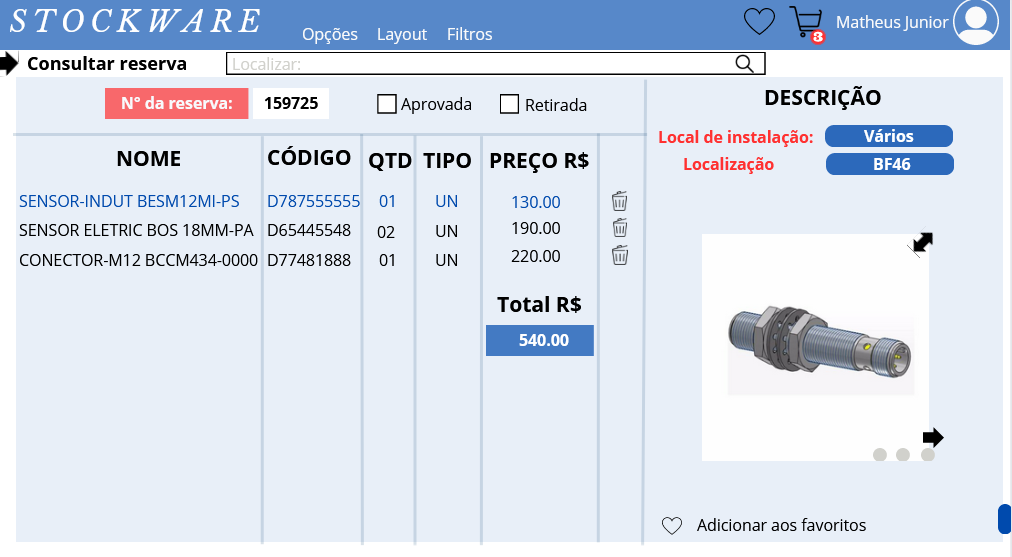 STOCKWARE
Opções Layout Filtros
3
Matheus Junior
Consultar reserva
Localizar:
N° da reserva: 159725 Aprovada Retirada
NOME CÓDIGO QTD TIPO PREÇO R$
SENSOR-INDUT BESM12MI-PS D787555555 01 UN 130.00
SENSOR ELETRIC BOS 18MM-PA D65445548 02 UN 190.00
CONECTOR-M12 BCCM434-0000 D77481888 01 UN 220.00
Total R$
540.00
DESCRIÇÃO
Local de instalação: Vários
Localização BF46
Adicionar aos favoritos